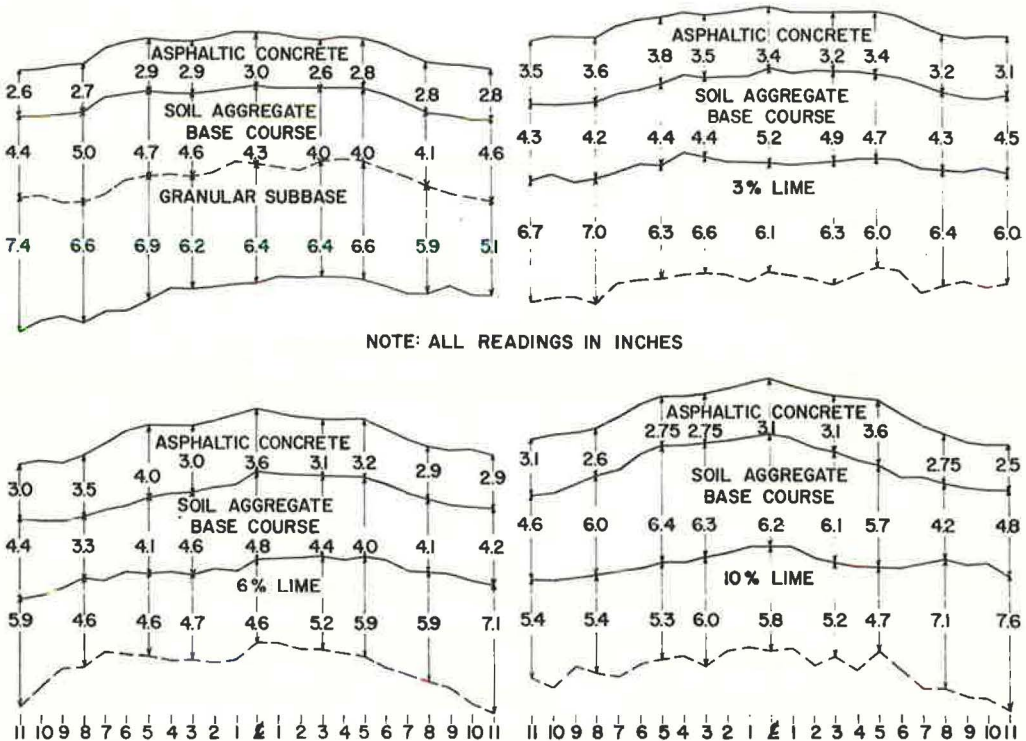 ASPHALTIC CONCRETE
2.6 2.7 2.9 2.9 3.0 2.6 2.8 2.8 2.8
SOIL AGGREGATE
BASE COURSE
4.4 5.0 4.7 4.6 4.3 4.0 4.0 4.1 4.6
GRANULAR SUBBASE
7.4 6.6 6.9 6.2 6.4 6.4 6.6 5.9 5.1
ASPHALTIC CONCRETE
3.5 3.6 3.8 3.5 3.4 3.2 3.4 3.2 3.1
SOIL AGGREGATE
BASE COURSE
4.3 4.2 4.4 4.4 5.2 4.9 4.7 4.3 4.5
3% LIME
6.7 7.0 6.3 6.6 6.1 6.3 6.0 6.4 6.0
NOTE: ALL READINGS IN INCHES
ASPHALTIC CONCRETE
3.0 3.5 4.0 3.0 3.6 3.1 3.2 2.9 2.9
SOIL AGGREGATE
BASE COURSE
4.4 3.3 4.1 4.6 4.8 4.4 4.0 4.1 4.2
6% LIME
5.9 4.6 4.6 4.7 4.6 5.2 5.9 5.9 7.1
11 10 9 8 7 6 5 4 3 2 1 ℄ 1 2 3 4 5 6 7 8 9 10 11
ASPHALTIC CONCRETE
3.1 2.6 2.75 2.75 3.1 3.1 3.6 2.75 2.5
SOIL AGGREGATE
BASE COURSE
4.6 6.0 6.4 6.3 6.2 6.1 5.7 4.2 4.8
10% LIME
5.4 5.4 5.3 6.0 5.8 5.2 4.7 7.1 7.6
11 10 9 8 7 6 5 4 3 2 1 ℄ 1 2 3 4 5 6 7 8 9 10 11